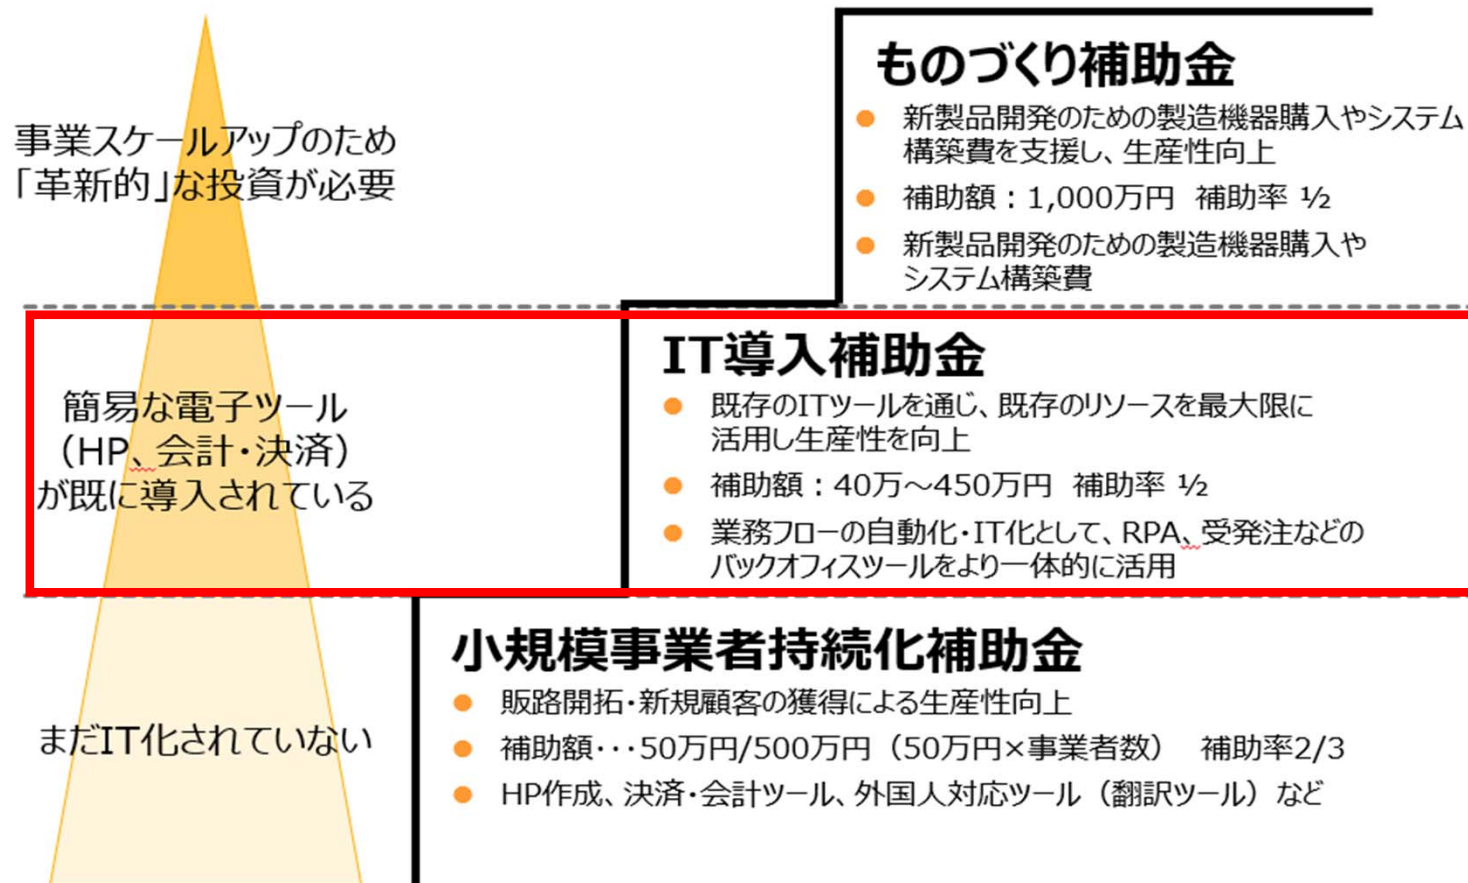 事業スケールアップのため
「革新的」な投資が必要
ものづくり補助金
● 新製品開発のための製造機器購入やシステム
構築費を支援し、生産性向上
● 補助額：1,000万円 補助率 ½
● 新製品開発のための製造機器購入や
システム構築費
簡易な電子ツール
（HP、会計・決済）
が既に導入されている
IT導入補助金
● 既存のITツールを通じ、既存のリソースを最大限に
活用し生産性を向上
● 補助額：40万～450万円 補助率 ½
● 業務フローの自動化・IT化として、RPA、受発注などの
バックオフィスツールをより一体的に活用
まだIT化されていない
小規模事業者持続化補助金
● 販路開拓・新規顧客の獲得による生産性向上
● 補助額・・・50万円/500万円（50万円×事業者数） 補助率2/3
● HP作成、決済・会計ツール、外国人対応ツール（翻訳ツール）など